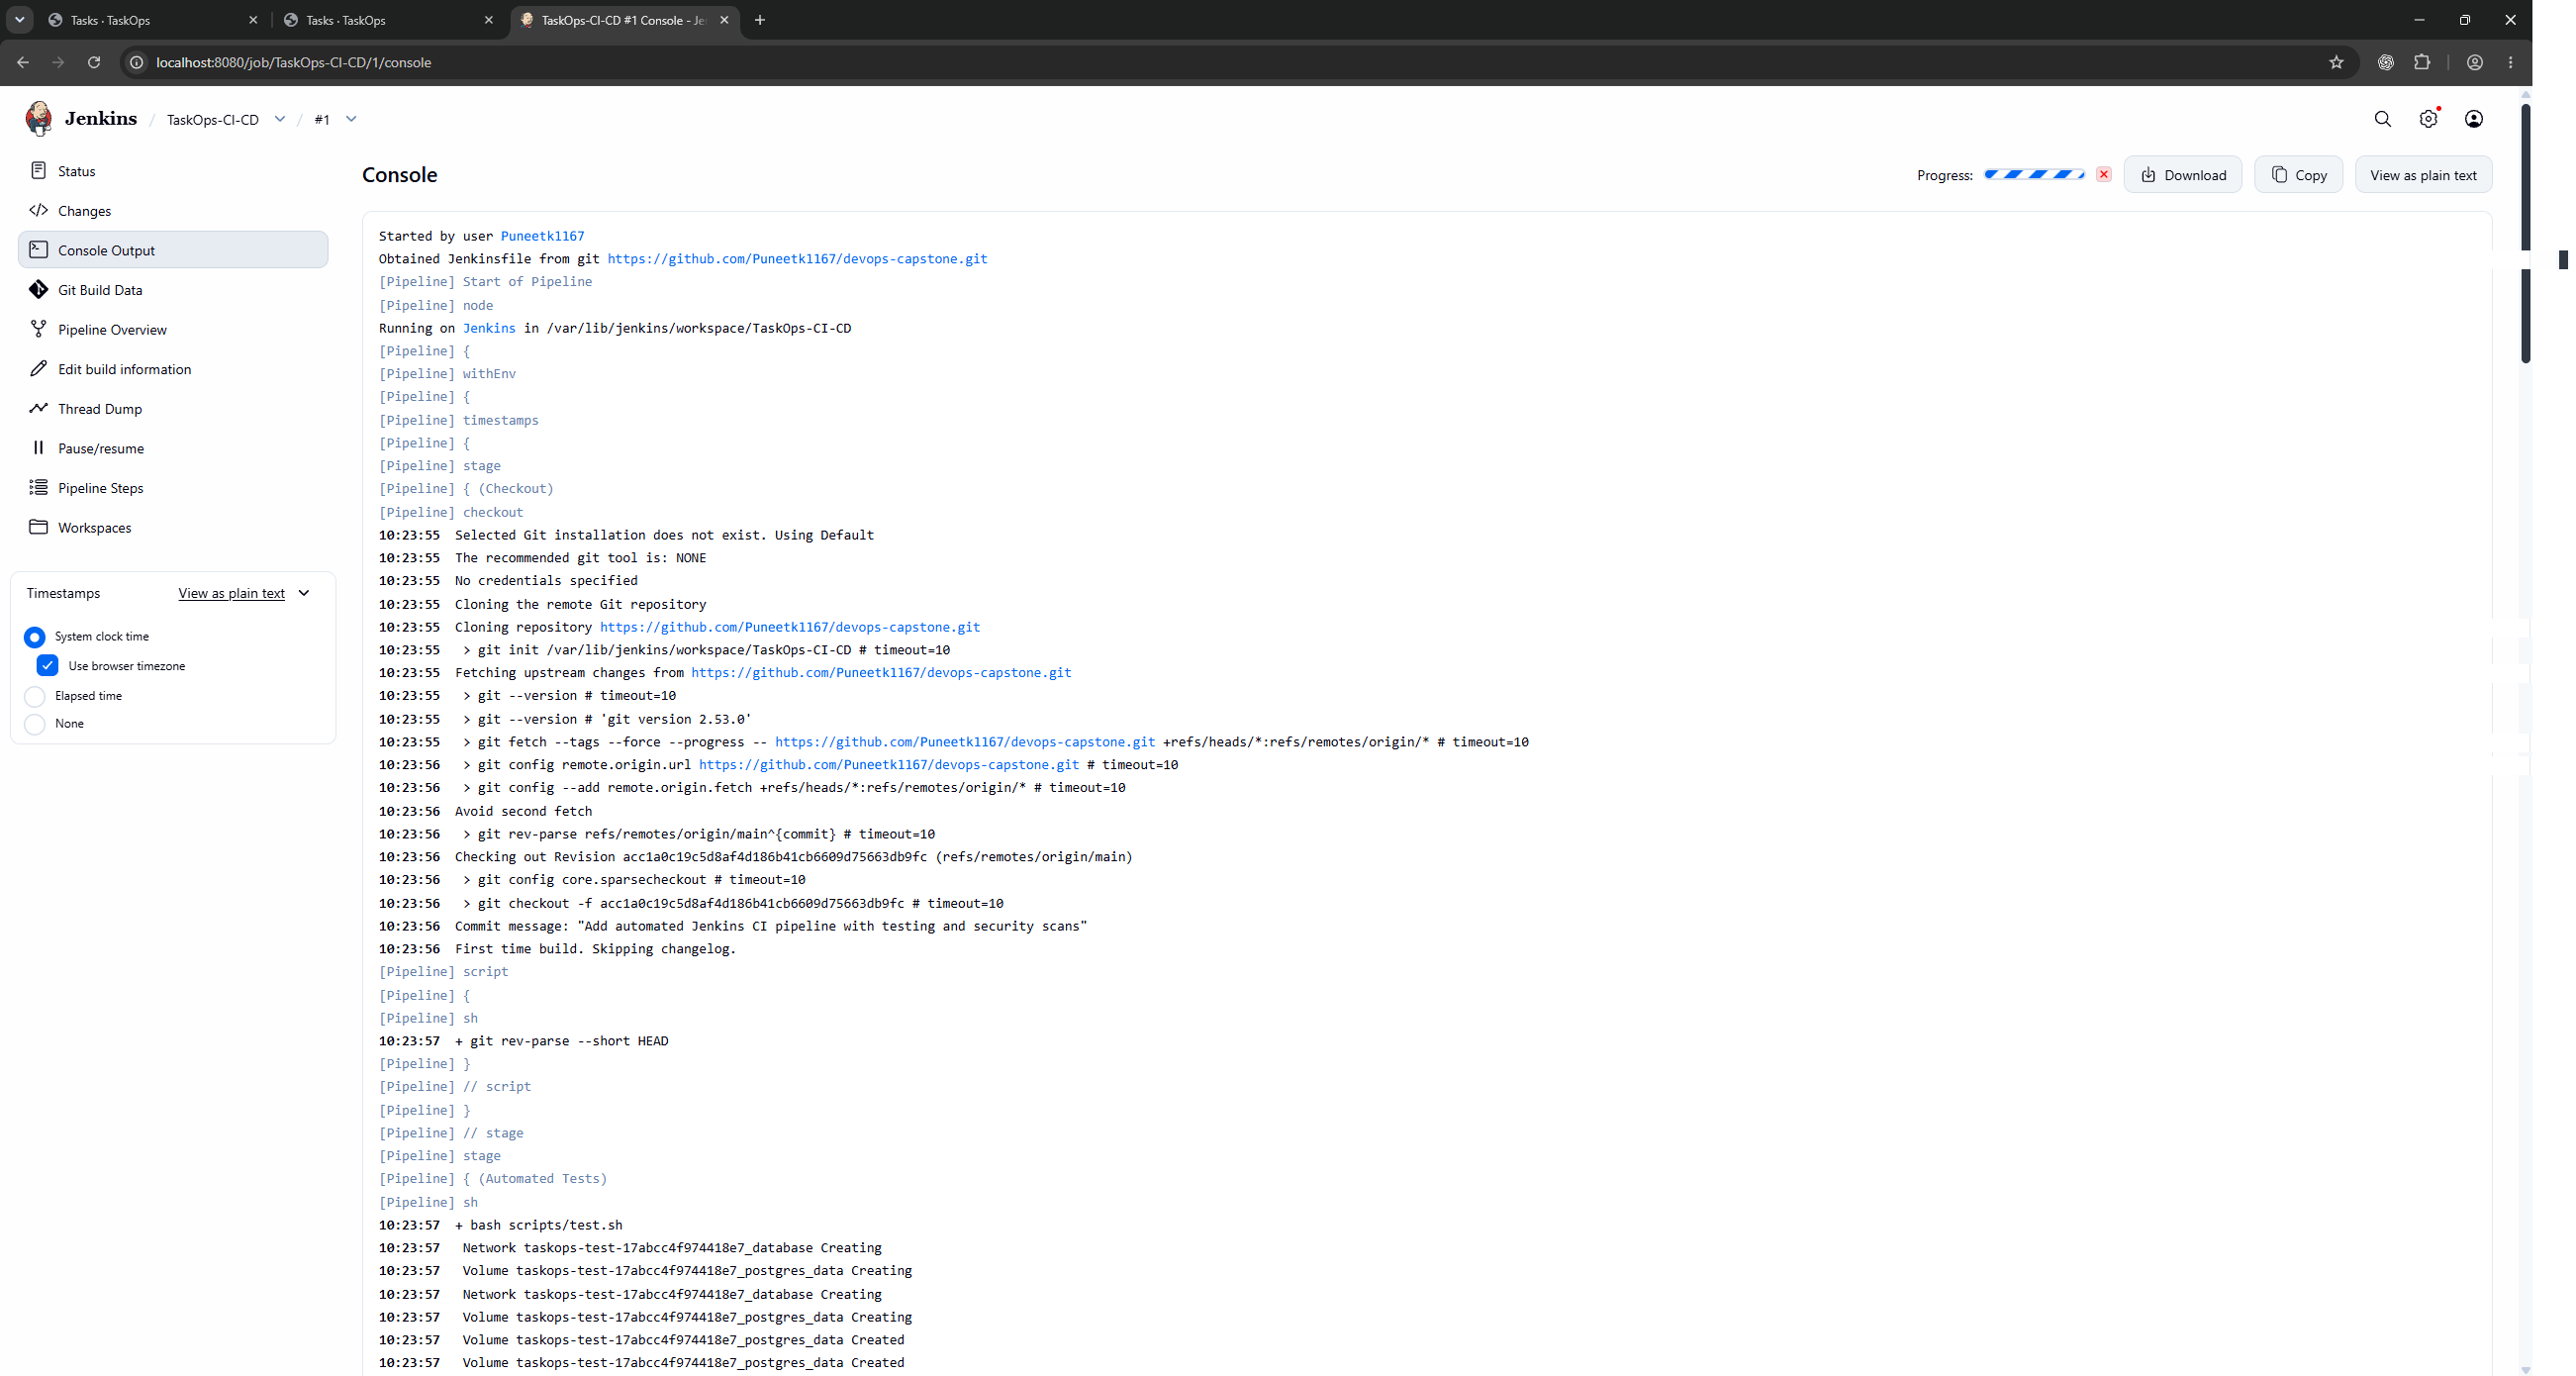 Tasks · TaskOps
Tasks · TaskOps
TaskOps-CI-CD #1 Console - Je
localhost:8080/job/TaskOps-CI-CD/1/console
Jenkins / TaskOps-CI-CD / #1
Status
Changes
Console Output
Git Build Data
Pipeline Overview
Edit build information
Thread Dump
Pause/resume
Pipeline Steps
Workspaces
Timestamps View as plain text
System clock time
Use browser timezone
Elapsed time
None
Console
Progress:
Download
Copy
View as plain text
Started by user Puneetk1167
Obtained Jenkinsfile from git https://github.com/Puneetk1167/devops-capstone.git
[Pipeline] Start of Pipeline
[Pipeline] node
Running on Jenkins in /var/lib/jenkins/workspace/TaskOps-CI-CD
[Pipeline] {
[Pipeline] withEnv
[Pipeline] {
[Pipeline] timestamps
[Pipeline] {
[Pipeline] stage
[Pipeline] { (Checkout)
[Pipeline] checkout
10:23:55 Selected Git installation does not exist. Using Default
10:23:55 The recommended git tool is: NONE
10:23:55 No credentials specified
10:23:55 Cloning the remote Git repository
10:23:55 Cloning repository https://github.com/Puneetk1167/devops-capstone.git
10:23:55 > git init /var/lib/jenkins/workspace/TaskOps-CI-CD # timeout=10
10:23:55 Fetching upstream changes from https://github.com/Puneetk1167/devops-capstone.git
10:23:55 > git --version # timeout=10
10:23:55 > git --version # 'git version 2.53.0'
10:23:55 > git fetch --tags --force --progress -- https://github.com/Puneetk1167/devops-capstone.git +refs/heads/*:refs/remotes/origin/* # timeout=10
10:23:56 > git config remote.origin.url https://github.com/Puneetk1167/devops-capstone.git # timeout=10
10:23:56 > git config --add remote.origin.fetch +refs/heads/*:refs/remotes/origin/* # timeout=10
10:23:56 Avoid second fetch
10:23:56 > git rev-parse refs/remotes/origin/main^{commit} # timeout=10
10:23:56 Checking out Revision acc1a0c19c5d8af4d186b41cb6609d75663db9fc (refs/remotes/origin/main)
10:23:56 > git config core.sparsecheckout # timeout=10
10:23:56 > git checkout -f acc1a0c19c5d8af4d186b41cb6609d75663db9fc # timeout=10
10:23:56 Commit message: "Add automated Jenkins CI pipeline with testing and security scans"
10:23:56 First time build. Skipping changelog.
[Pipeline] script
[Pipeline] {
[Pipeline] sh
10:23:57 + git rev-parse --short HEAD
[Pipeline] }
[Pipeline] // script
[Pipeline] }
[Pipeline] // stage
[Pipeline] stage
[Pipeline] { (Automated Tests)
[Pipeline] sh
10:23:57 + bash scripts/test.sh
10:23:57 Network taskops-test-17abcc4f974418e7_database Creating
10:23:57 Volume taskops-test-17abcc4f974418e7_postgres_data Creating
10:23:57 Network taskops-test-17abcc4f974418e7_database Creating
10:23:57 Volume taskops-test-17abcc4f974418e7_postgres_data Creating
10:23:57 Volume taskops-test-17abcc4f974418e7_postgres_data Created
10:23:57 Volume taskops-test-17abcc4f974418e7_postgres_data Created